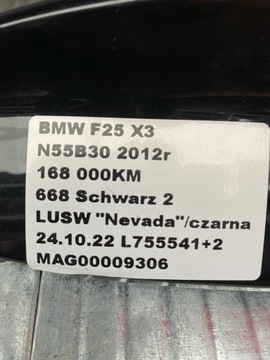 BMW F25 X3
N55B30 2012r
168 000KM
668 Schwarz 2
LUSW "Nevada"/czarna
24.10.22 L755541+2
MAG00009306